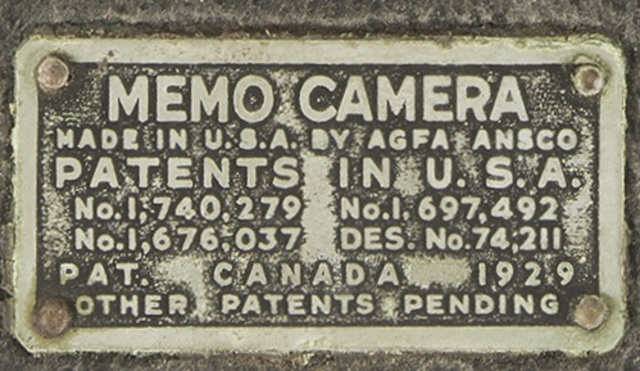 MEMO CAMERA
MADE IN U.S.A. BY AGFA ANSCO
PATENTS IN U.S.A.
No.1,740,279 No.1,697,492
No.1,676,037 DES. No.74,211
PAT. CANADA 1929
OTHER PATENTS PENDING